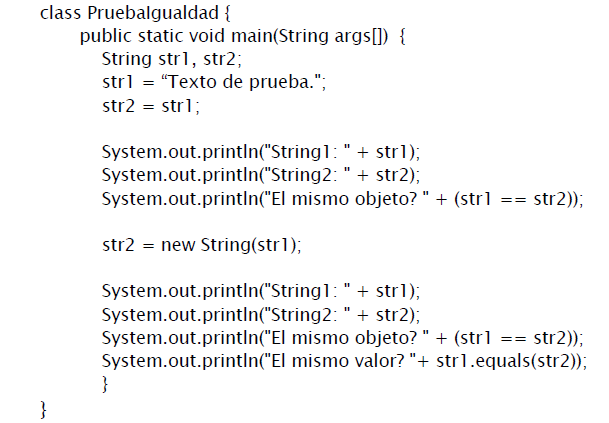 class PruebaIgualdad {
public static void main(String args[]) {
String str1, str2;
str1 = “Texto de prueba.";
str2 = str1;
System.out.println("String1: " + str1);
System.out.println("String2: " + str2);
System.out.println("El mismo objeto? " + (str1 == str2));
str2 = new String(str1);
System.out.println("String1: " + str1);
System.out.println("String2: " + str2);
System.out.println("El mismo objeto? " + (str1 == str2));
System.out.println("El mismo valor? "+ str1.equals(str2));
}
}